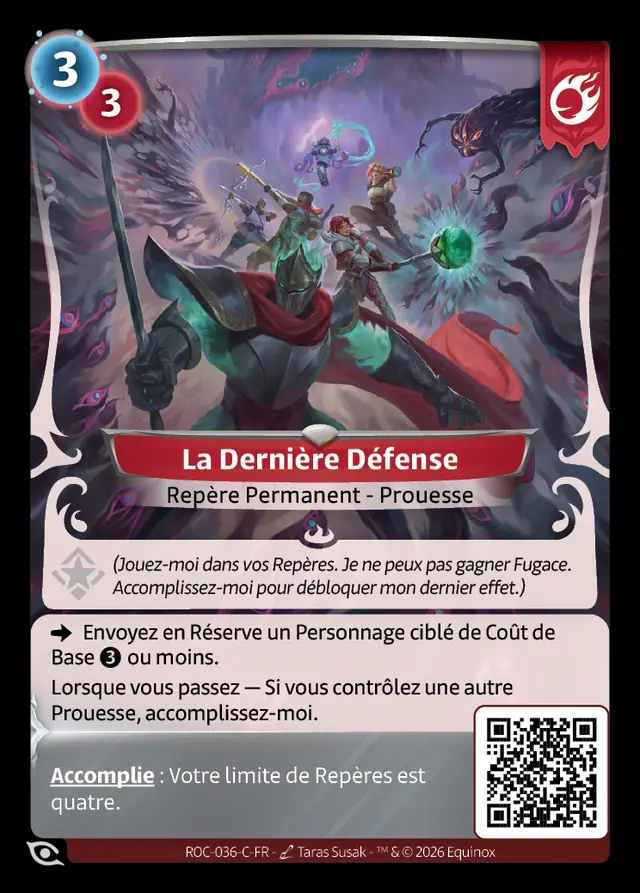 3
3
La Dernière Défense
Repère Permanent - Prouesse
(Jouez-moi dans vos Repères. Je ne peux pas gagner Fugace.
Accomplissez-moi pour débloquer mon dernier effet.)
Envoyez en Réserve un Personnage ciblé de Coût de
Base 3 ou moins.
Lorsque vous passez — Si vous contrôlez une autre
Prouesse, accomplissez-moi.
Accomplie : Votre limite de Repères est
quatre.
ROC-036-C-FR - Taras Susak - ™ & © 2026 Equinox